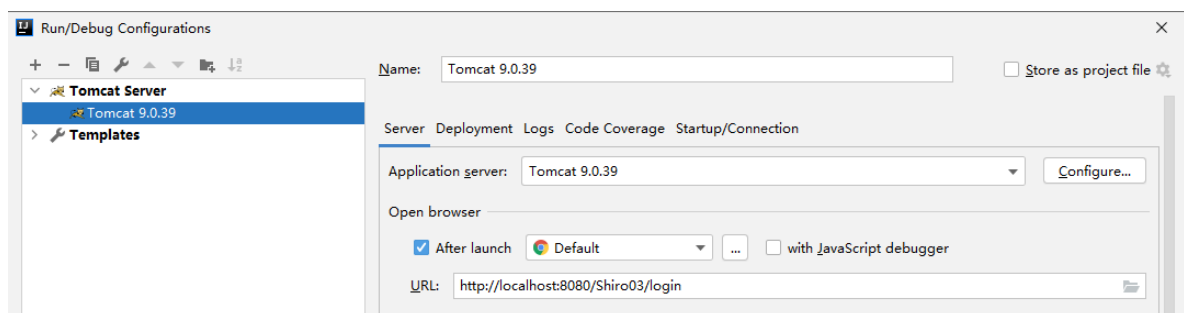 Run/Debug Configurations
Name: Tomcat 9.0.39
Store as project file
Tomcat Server
Tomcat 9.0.39
Templates
Server Deployment Logs Code Coverage Startup/Connection
Application server: Tomcat 9.0.39 Configure...
Open browser
After launch Default ... with JavaScript debugger
URL: http://localhost:8080/Shiro03/login